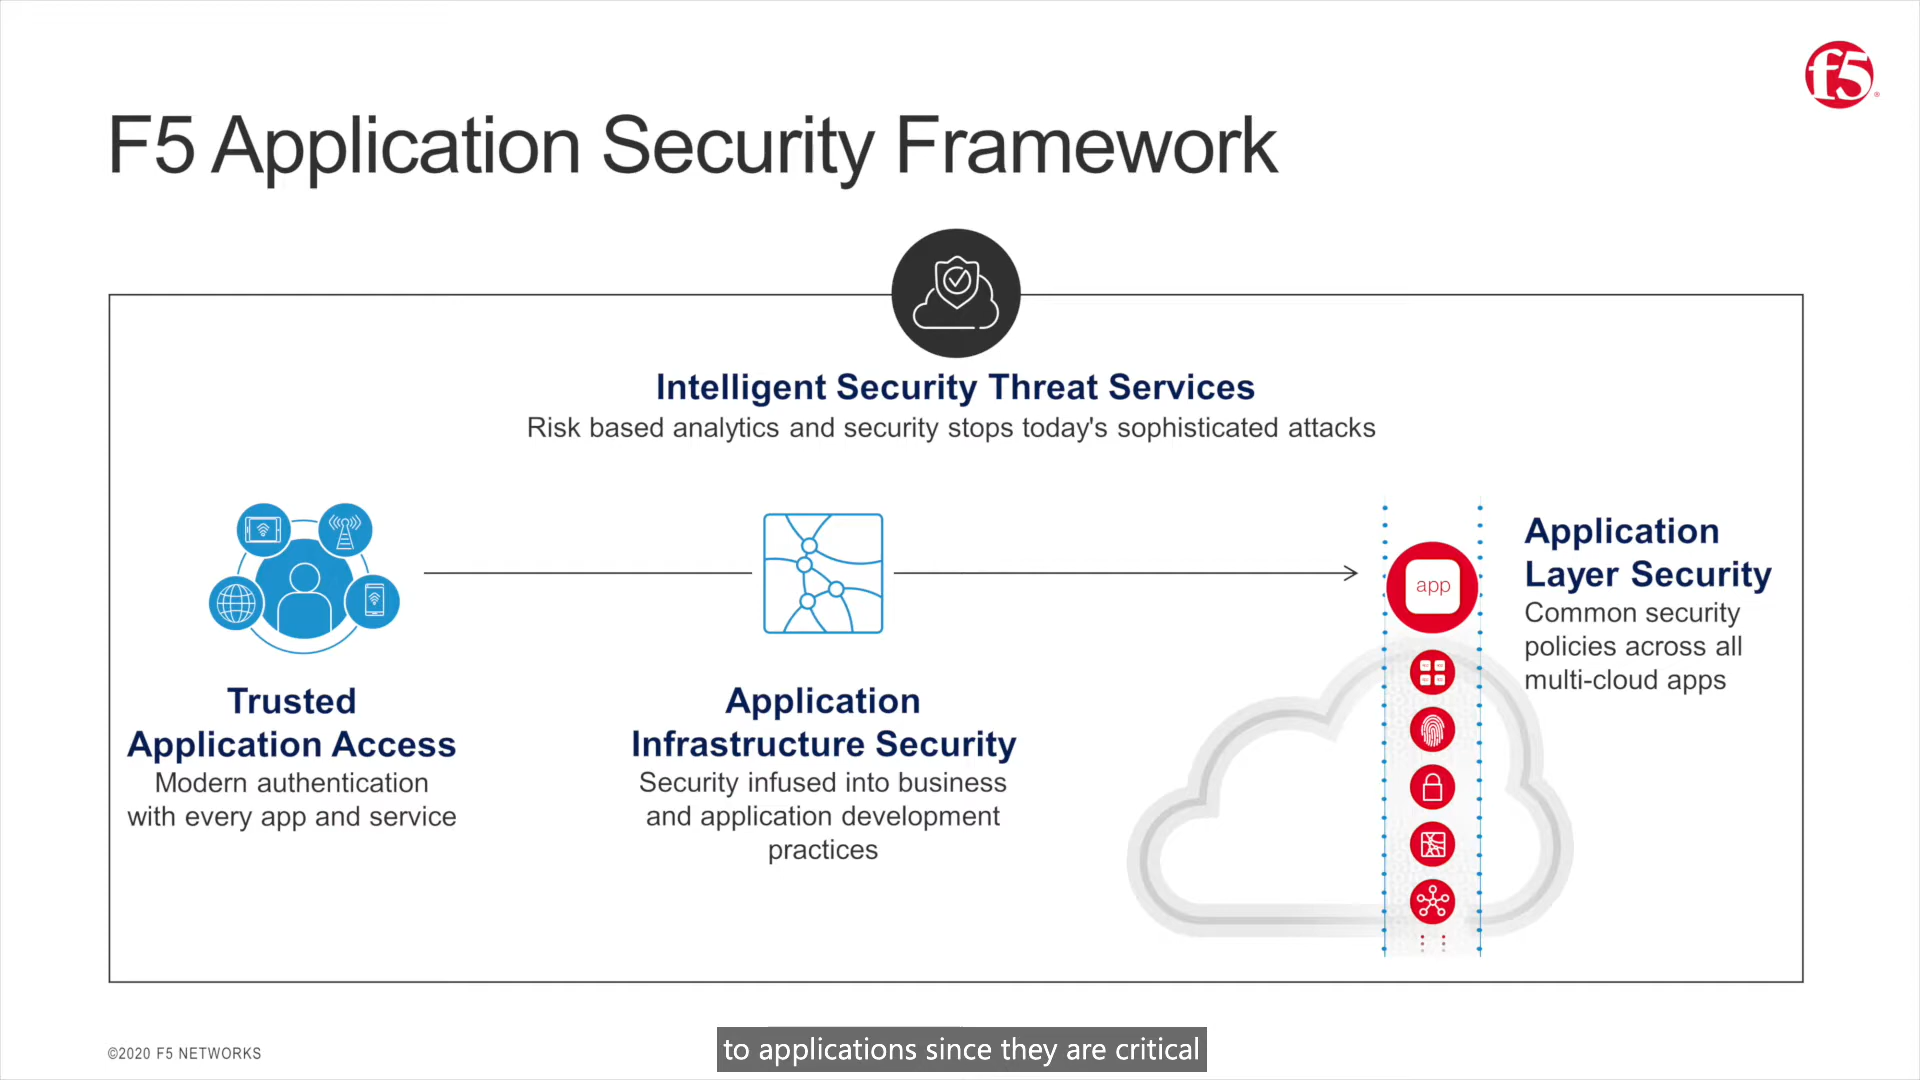 f5
F5 Application Security Framework
Intelligent Security Threat Services
Risk based analytics and security stops today's sophisticated attacks
Trusted
Application Access
Modern authentication
with every app and service
Application
Infrastructure Security
Security infused into business
and application development
practices
app
Application
Layer Security
Common security
policies across all
multi-cloud apps
©2020 F5 NETWORKS
to applications since they are critical